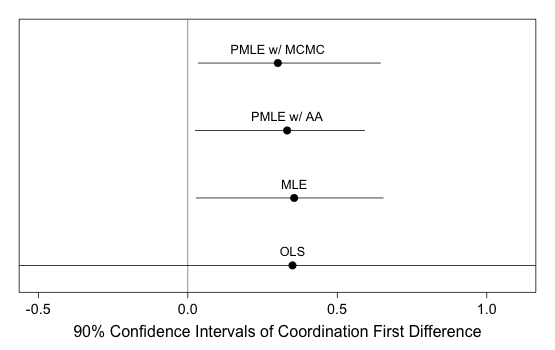 PMLE w/ MCMC
PMLE w/ AA
MLE
OLS
-0.5 0.0 0.5 1.0
90% Confidence Intervals of Coordination First Difference